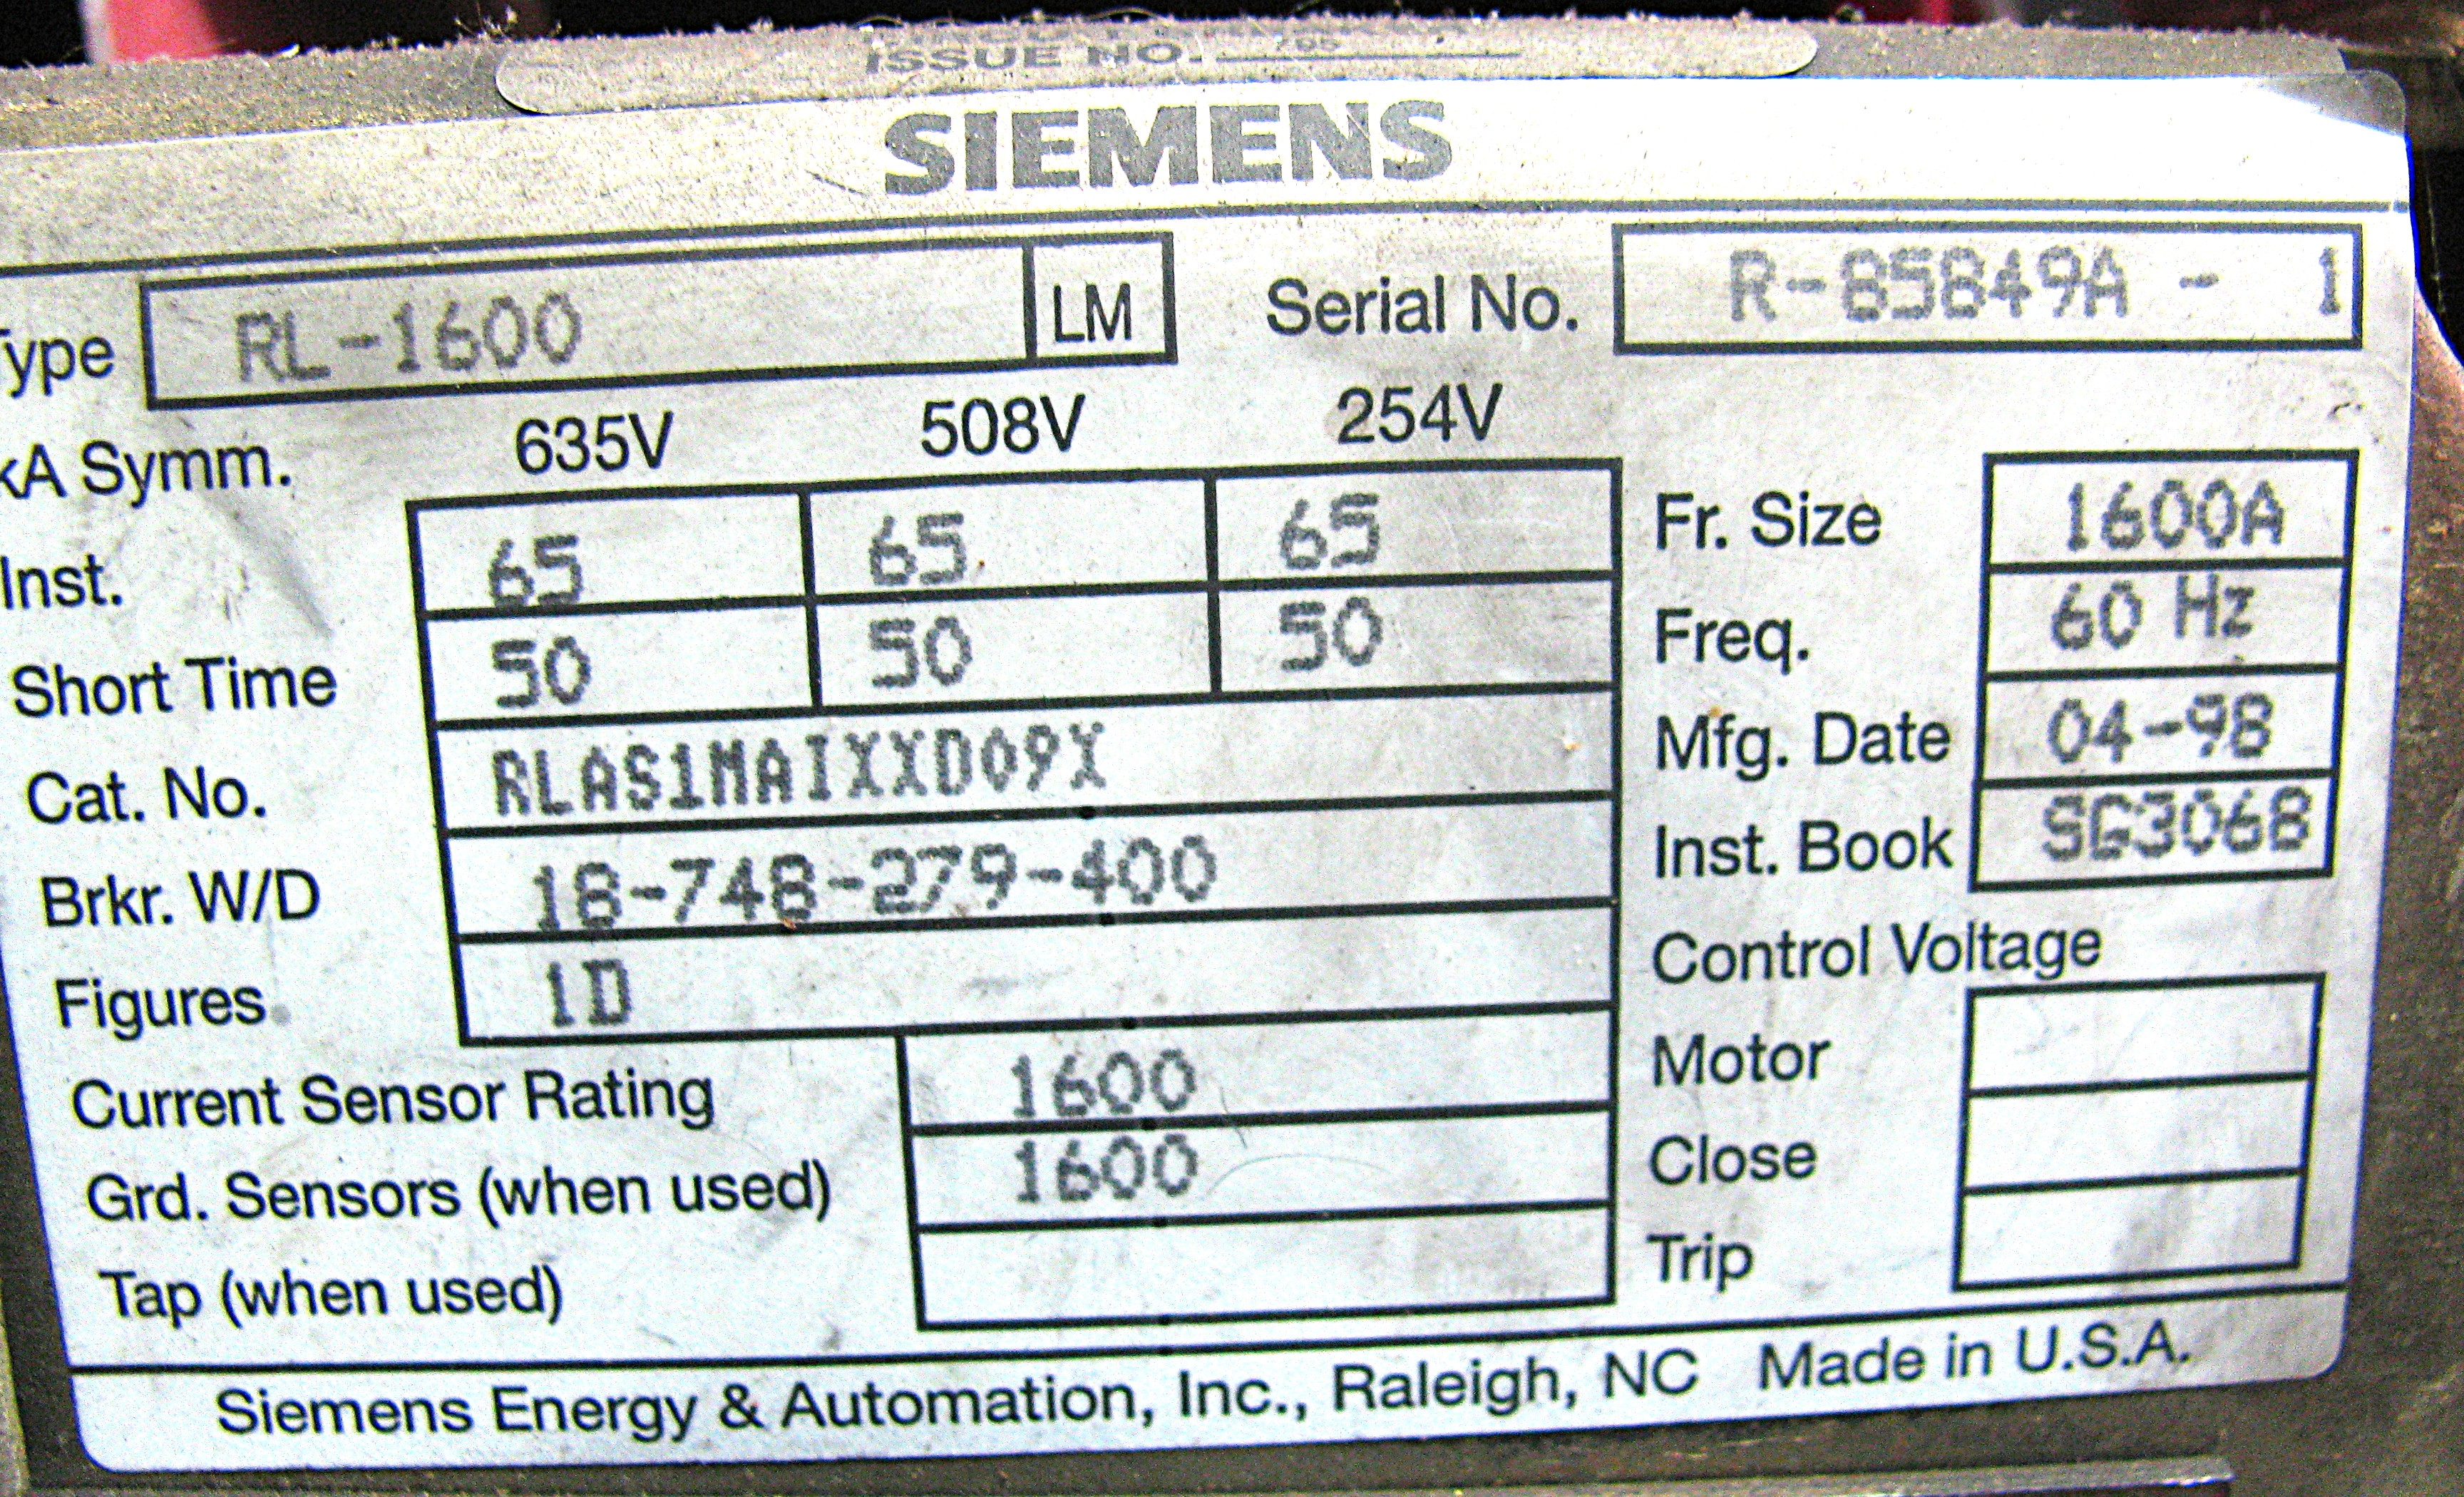 ISSUE NO.
SIEMENS
Type RL-1600 LM Serial No. R-85849A - 1
kA Symm. 635V 508V 254V
Inst. 65 65 65 Fr. Size 1600A
Short Time 50 50 50 Freq. 60 Hz
Cat. No. RLAS1MAIXXD09X Mfg. Date 04-98
Brkr. W/D 18-748-279-400 Inst. Book SG3068
Figures 1D Control Voltage
Current Sensor Rating 1600 Motor
Grd. Sensors (when used) 1600 Close
Tap (when used) Trip
Siemens Energy & Automation, Inc., Raleigh, NC Made in U.S.A.